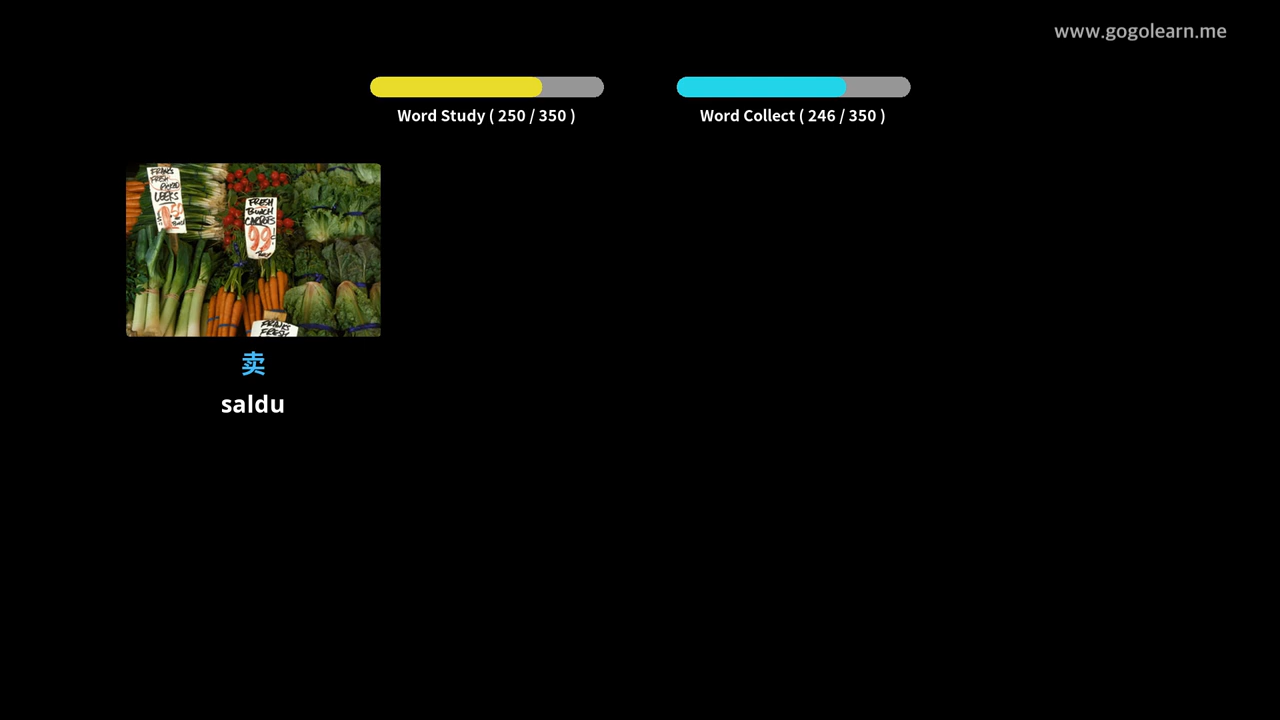 www.gogolearn.me
Word Study ( 250 / 350 )
Word Collect ( 246 / 350 )
FRESH
LEEKS
FRESH
BUNCH
CARROTS
99¢
FRESH
卖
saldu